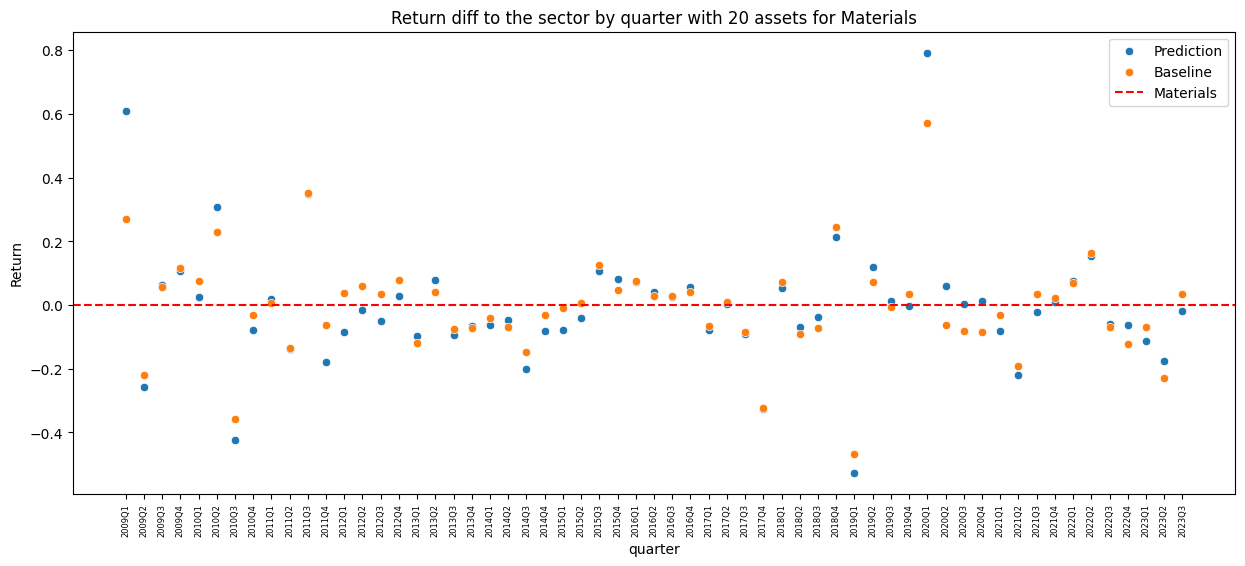 Return diff to the sector by quarter with 20 assets for Materials
Prediction
Baseline
Materials
Return
0.8
0.6
0.4
0.2
0.0
−0.2
−0.4
2009Q1
2009Q2
2009Q3
2009Q4
2010Q1
2010Q2
2010Q3
2010Q4
2011Q1
2011Q2
2011Q3
2011Q4
2012Q1
2012Q2
2012Q3
2012Q4
2013Q1
2013Q2
2013Q3
2013Q4
2014Q1
2014Q2
2014Q3
2014Q4
2015Q1
2015Q2
2015Q3
2015Q4
2016Q1
2016Q2
2016Q3
2016Q4
2017Q1
2017Q2
2017Q3
2017Q4
2018Q1
2018Q2
2018Q3
2018Q4
2019Q1
2019Q2
2019Q3
2019Q4
2020Q1
2020Q2
2020Q3
2020Q4
2021Q1
2021Q2
2021Q3
2021Q4
2022Q1
2022Q2
2022Q3
2022Q4
2023Q1
2023Q2
2023Q3
quarter